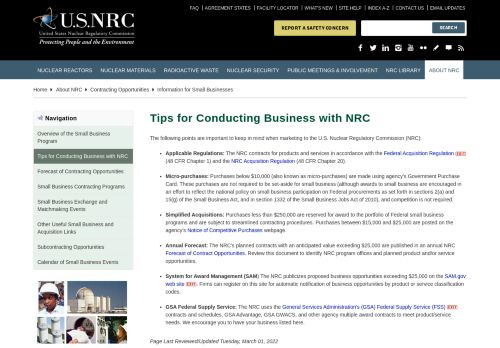 FAQ | AGREEMENT STATES | FACILITY LOCATOR | WHAT'S NEW | SITE HELP | INDEX A-Z | CONTACT US | EMAIL UPDATES
U.S.NRC
United States Nuclear Regulatory Commission
Protecting People and the Environment
REPORT A SAFETY CONCERN
SEARCH
NUCLEAR REACTORS
NUCLEAR MATERIALS
RADIOACTIVE WASTE
NUCLEAR SECURITY
PUBLIC MEETINGS & INVOLVEMENT
NRC LIBRARY
ABOUT NRC
Home
About NRC
Contracting Opportunities
Information for Small Businesses
Navigation
Overview of the Small Business
Program
Tips for Conducting Business with NRC
Forecast of Contracting Opportunities
Small Business Contracting Programs
Small Business Exchange and
Matchmaking Events
Other Useful Small Business and
Acquisition Links
Subcontracting Opportunities
Calendar of Small Business Events
Tips for Conducting Business with NRC
The following points are important to keep in mind when marketing to the U.S. Nuclear Regulatory Commission (NRC):
Applicable Regulations: The NRC contracts for products and services in accordance with the Federal Acquisition Regulation EXIT
(48 CFR Chapter 1) and the NRC Acquisition Regulation (48 CFR Chapter 20).
Micro-purchases: Purchases below $10,000 (also known as micro-purchases) are made using agency's Government Purchase
Card. These purchases are not required to be set-aside for small business (although awards to small business are encouraged in
an effort to reflect the national policy on small business participation on Federal procurements as set forth in sections 2(a) and
15(g) of the Small Business Act, and in section 1332 of the Small Business Jobs Act of 2010), and competition is not required.
Simplified Acquisitions: Purchases less than $250,000 are reserved for award to the portfolio of Federal small business
programs and are subject to streamlined contracting procedures. Purchases between $15,000 and $25,000 are posted on the
agency's Notice of Competitive Purchases webpage.
Annual Forecast: The NRC's planned contracts with an anticipated value exceeding $25,000 are published in an annual NRC
Forecast of Contract Opportunities. Review this document to identify NRC program offices and planned product and/or service
opportunities.
System for Award Management (SAM) The NRC publicizes proposed business opportunities exceeding $25,000 on the SAM.gov
web site EXIT. Firms can register on this site for automatic notification of business opportunities by product or service classification
codes.
GSA Federal Supply Service: The NRC uses the General Services Administration's (GSA) Federal Supply Service (FSS) EXIT
contracts and schedules, GSA Advantage, GSA GWACS, and other agency multiple award contracts to meet product/service
needs. We encourage you to have your business listed here.
Page Last Reviewed/Updated Tuesday, March 01, 2022